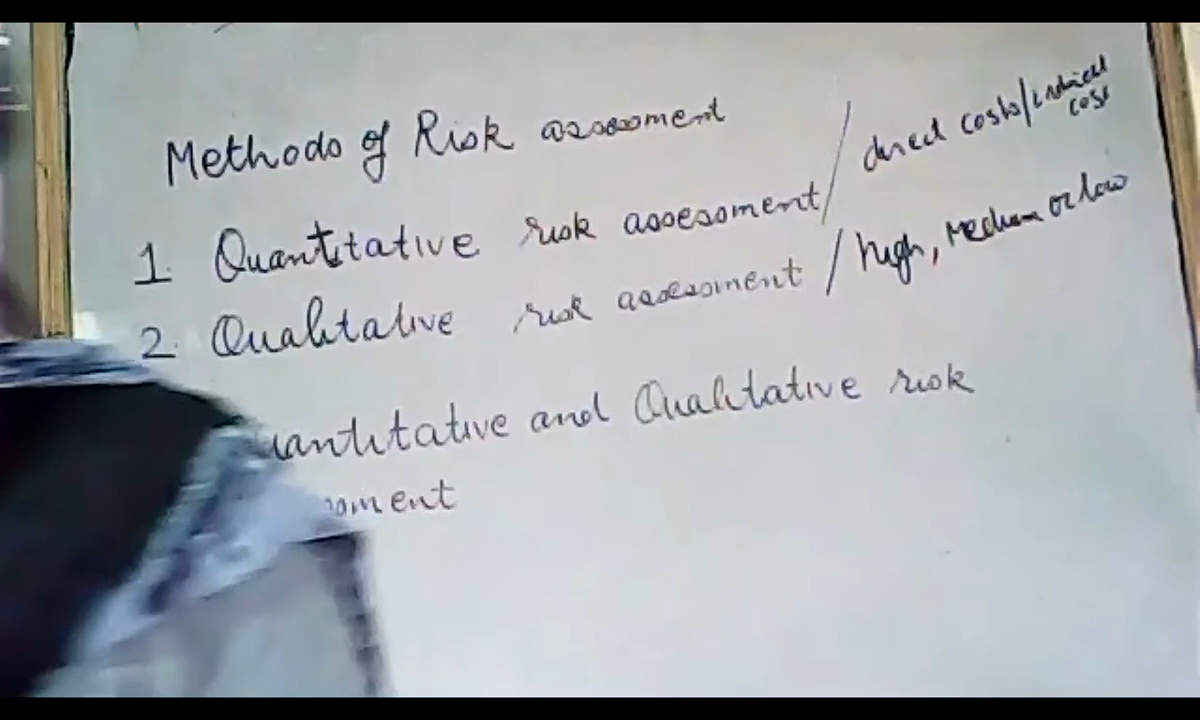 Methods of Risk assessment
1. Quantitative risk assessment / direct costs/indirect cost
2. Qualitative risk assessment / high, Medium or low
uantitative and Qualitative risk
ment